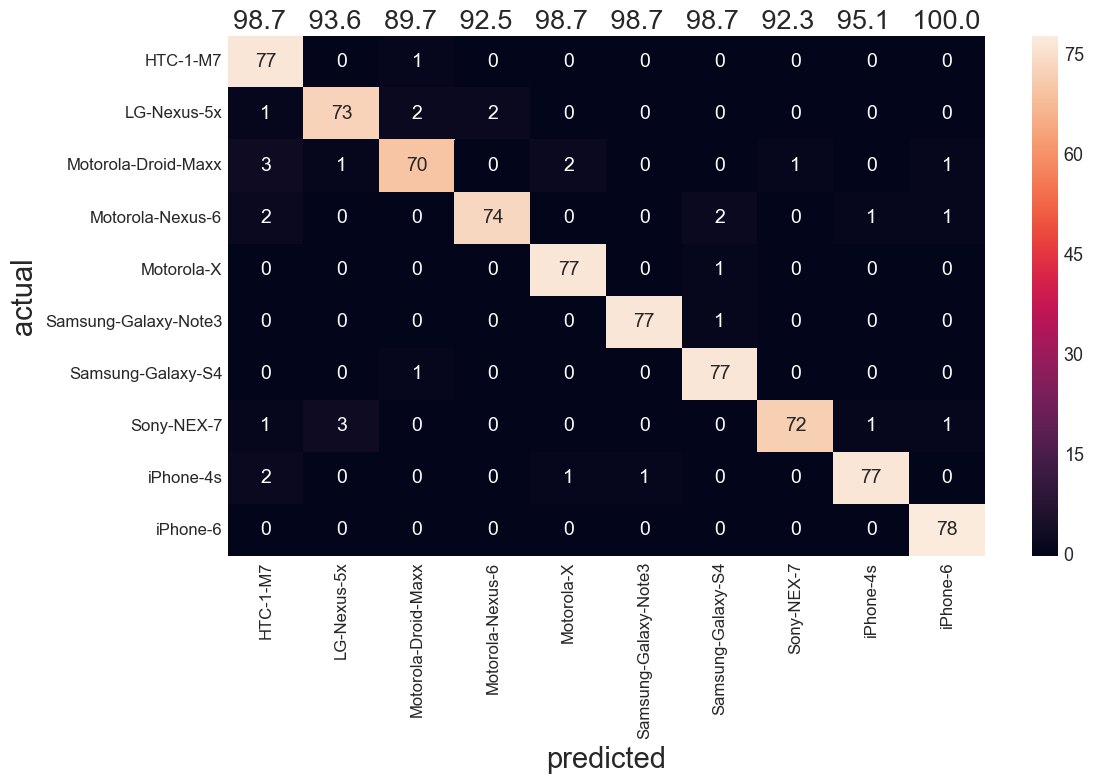 98.7 93.6 89.7 92.5 98.7 98.7 98.7 92.3 95.1 100.0
HTC-1-M7 77 0 1 0 0 0 0 0 0 0
LG-Nexus-5x 1 73 2 2 0 0 0 0 0 0
Motorola-Droid-Maxx 3 1 70 0 2 0 0 1 0 1
Motorola-Nexus-6 2 0 0 74 0 0 2 0 1 1
Motorola-X 0 0 0 0 77 0 1 0 0 0
Samsung-Galaxy-Note3 0 0 0 0 0 77 1 0 0 0
Samsung-Galaxy-S4 0 0 1 0 0 0 77 0 0 0
Sony-NEX-7 1 3 0 0 0 0 0 72 1 1
iPhone-4s 2 0 0 0 1 1 0 0 77 0
iPhone-6 0 0 0 0 0 0 0 0 0 78
actual
HTC-1-M7
LG-Nexus-5x
Motorola-Droid-Maxx
Motorola-Nexus-6
Motorola-X
Samsung-Galaxy-Note3
Samsung-Galaxy-S4
Sony-NEX-7
iPhone-4s
iPhone-6
predicted
75
60
45
30
15
0